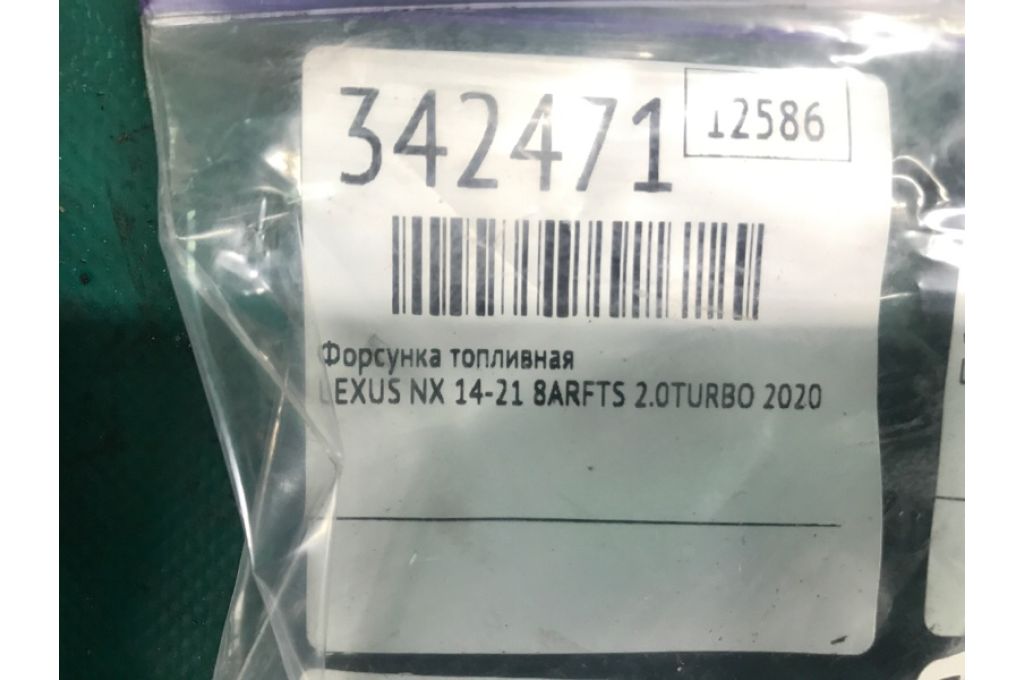 342471
12586
Форсунка топливная
LEXUS NX 14-21 8ARFTS 2.0TURBO 2020